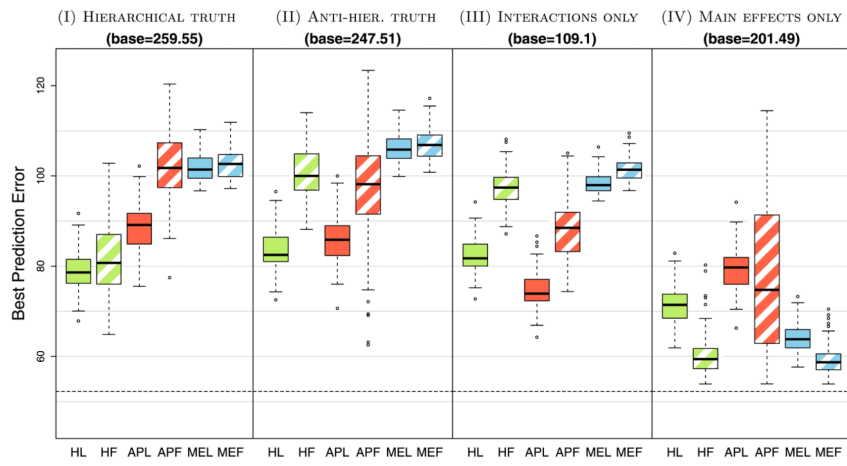 (I) Hierarchical truth (II) Anti-hier. truth (III) Interactions only (IV) Main effects only
(base=259.55) (base=247.51) (base=109.1) (base=201.49)
Best Prediction Error
120
100
80
60
HL HF APL APF MEL MEF HL HF APL APF MEL MEF HL HF APL APF MEL MEF HL HF APL APF MEL MEF